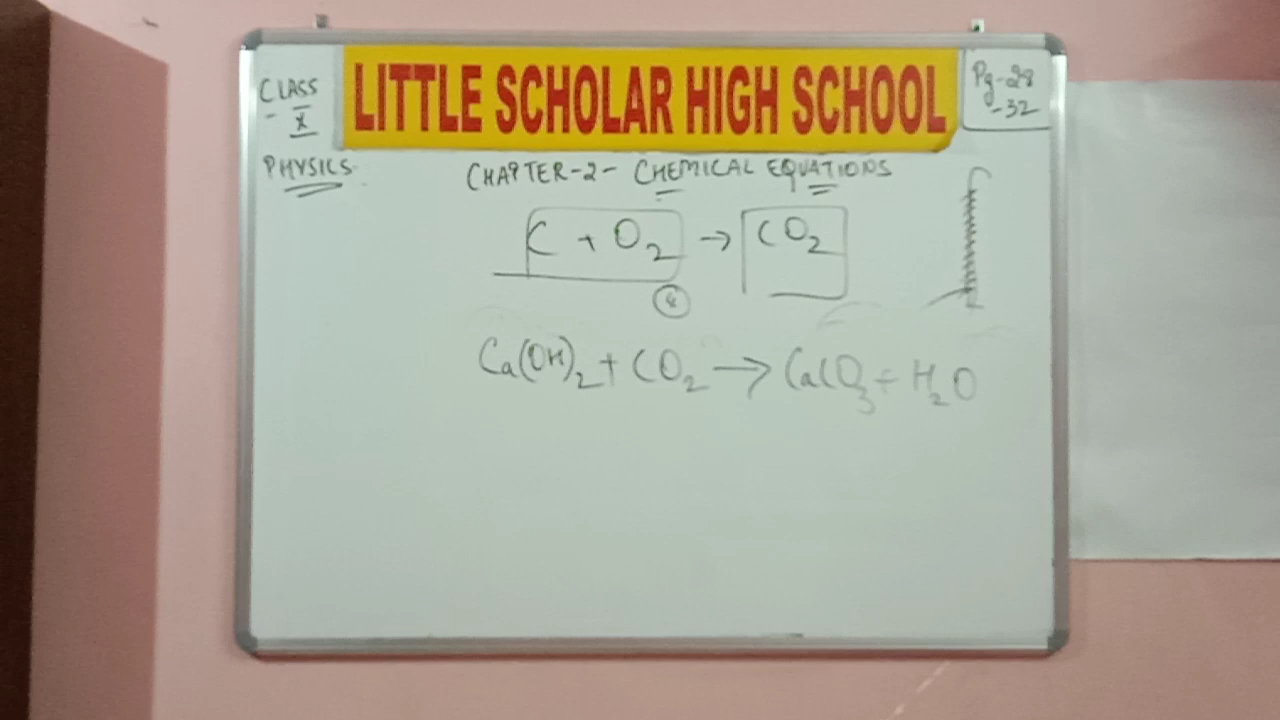 LITTLE SCHOLAR HIGH SCHOOL
CLASS
- X
Pg-28
-32
PHYSICS
CHAPTER-2- CHEMICAL EQUATIONS
C + O₂ → CO₂
Ca(OH)₂ + CO₂ → CaCO₃ + H₂O